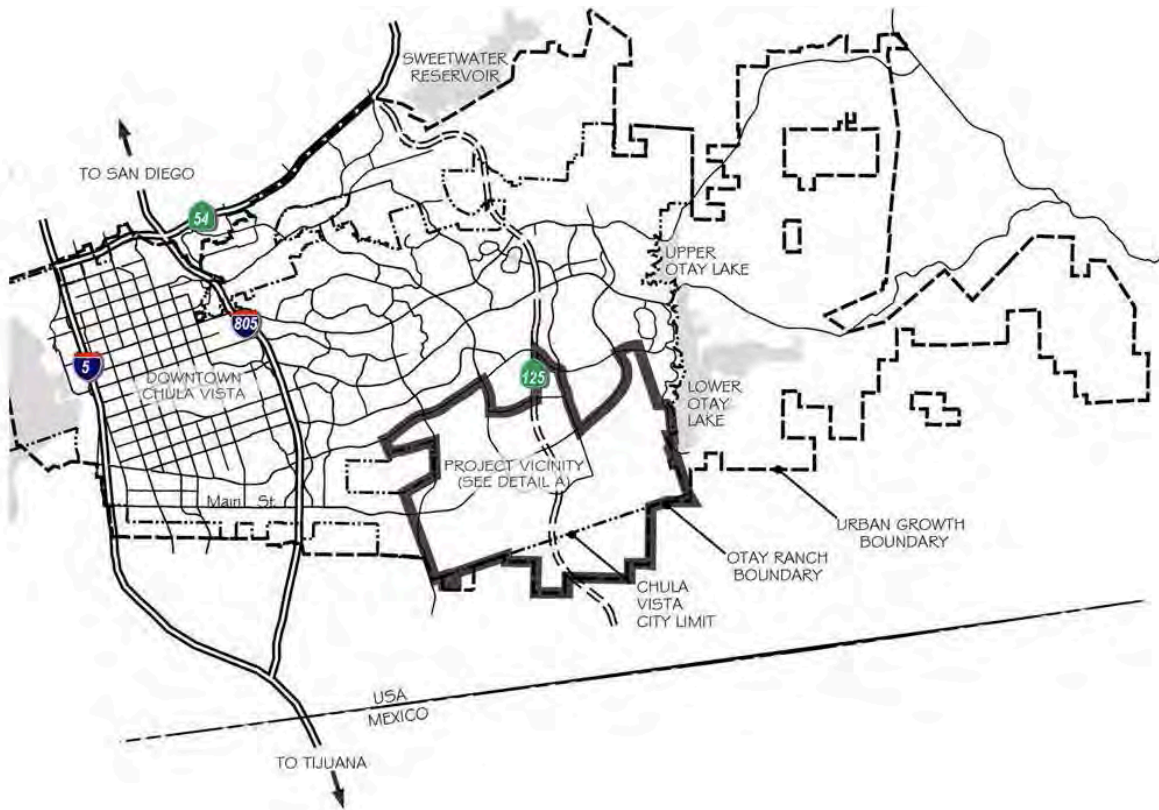 SWEETWATER
RESERVOIR
TO SAN DIEGO
54
UPPER
OTAY LAKE
805
5
DOWNTOWN
CHULA VISTA
125
LOWER
OTAY
LAKE
PROJECT VICINITY
(SEE DETAIL A)
Main St.
URBAN GROWTH
BOUNDARY
OTAY RANCH
BOUNDARY
CHULA
VISTA
CITY LIMIT
USA
MEXICO
TO TIJUANA